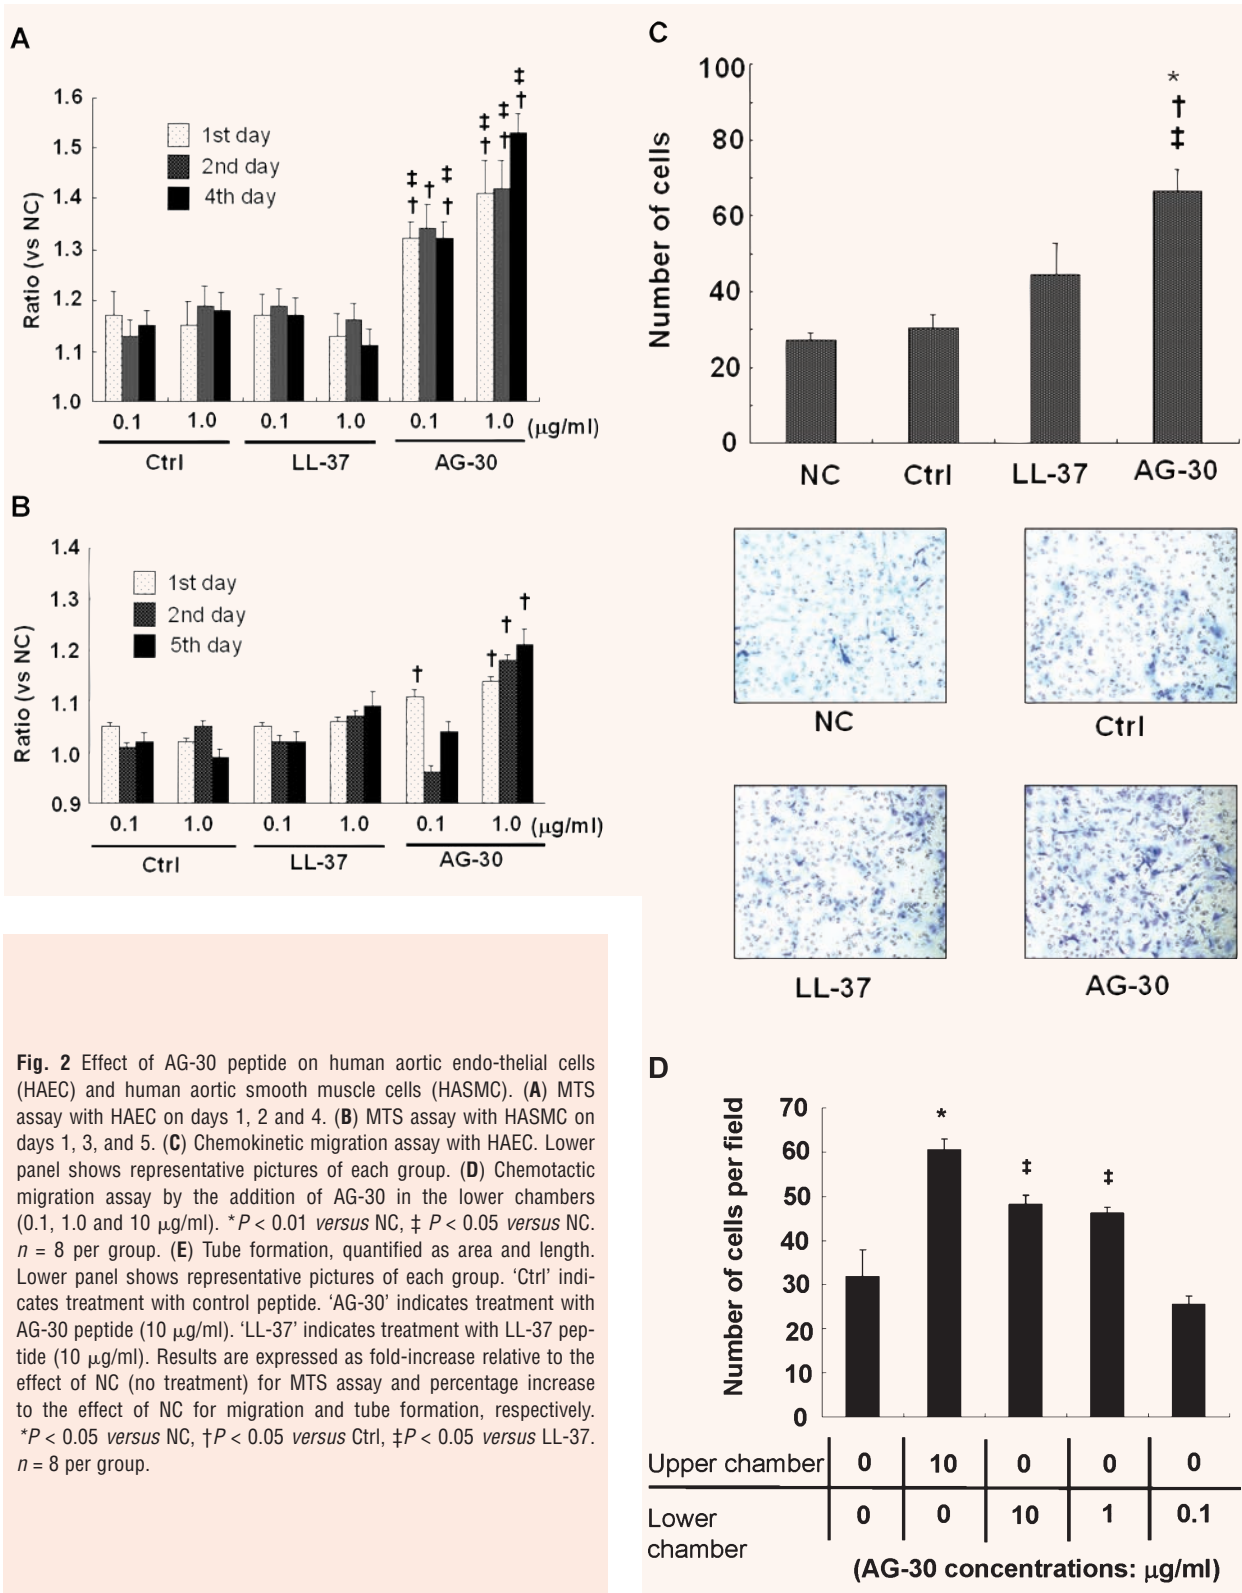 A
1.6
1.5
1.4
1.3
1.2
1.1
1.0
Ratio (vs NC)
1st day
2nd day
4th day
‡ ‡ ‡ ‡ ‡
† † † † † †
0.1 1.0 0.1 1.0 0.1 1.0 (µg/ml)
Ctrl LL-37 AG-30
B
1.4
1.3
1.2
1.1
1.0
0.9
Ratio (vs NC)
1st day
2nd day
5th day
† † † †
0.1 1.0 0.1 1.0 0.1 1.0 (µg/ml)
Ctrl LL-37 AG-30
Fig. 2 Effect of AG-30 peptide on human aortic endo-thelial cells
(HAEC) and human aortic smooth muscle cells (HASMC). (A) MTS
assay with HAEC on days 1, 2 and 4. (B) MTS assay with HASMC on
days 1, 3, and 5. (C) Chemokinetic migration assay with HAEC. Lower
panel shows representative pictures of each group. (D) Chemotactic
migration assay by the addition of AG-30 in the lower chambers
(0.1, 1.0 and 10 µg/ml). *P < 0.01 versus NC, ‡ P < 0.05 versus NC.
n = 8 per group. (E) Tube formation, quantified as area and length.
Lower panel shows representative pictures of each group. ‘Ctrl’ indi-
cates treatment with control peptide. ‘AG-30’ indicates treatment with
AG-30 peptide (10 µg/ml). ‘LL-37’ indicates treatment with LL-37 pep-
tide (10 µg/ml). Results are expressed as fold-increase relative to the
effect of NC (no treatment) for MTS assay and percentage increase
to the effect of NC for migration and tube formation, respectively.
*P < 0.05 versus NC, †P < 0.05 versus Ctrl, ‡P < 0.05 versus LL-37.
n = 8 per group.
C
100
80
60
40
20
0
Number of cells
*
†
‡
NC Ctrl LL-37 AG-30
NC Ctrl
LL-37 AG-30
D
70
60
50
40
30
20
10
0
Number of cells per field
* ‡ ‡
Upper chamber 0 10 0 0 0
Lower 0 0 10 1 0.1
chamber
(AG-30 concentrations: µg/ml)